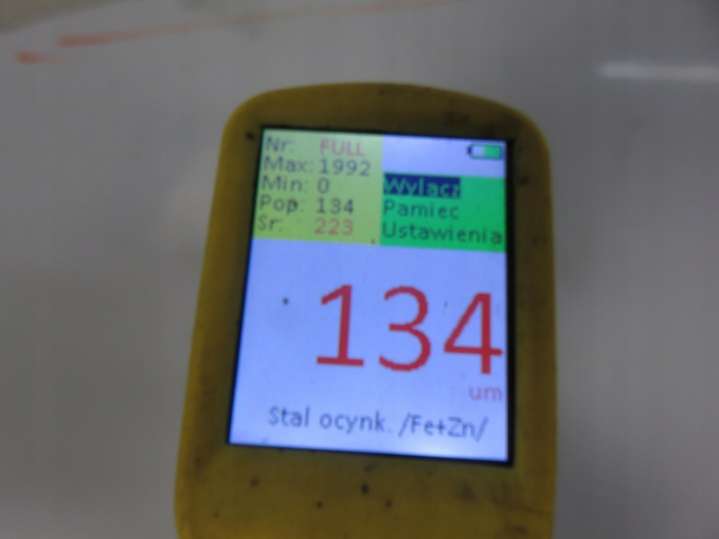 Nr: FULL
Max: 1992
Min: 0
Pop: 134
Sr: 223
Wylacz
Pamiec
Ustawienia
134
um
Stal ocynk. /Fe+Zn/